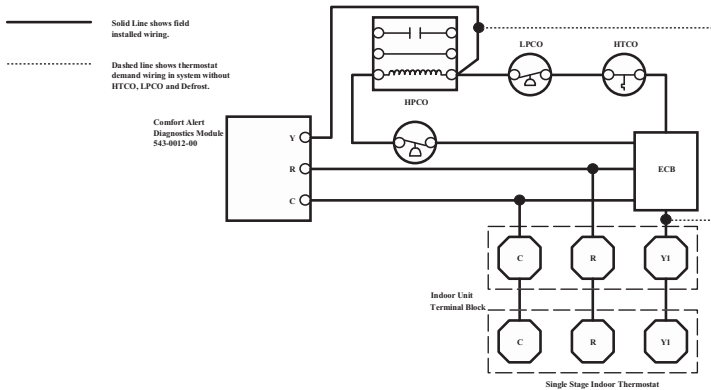 Solid Line shows field
installed wiring.
Dashed line shows thermostat
demand wiring in system without
HTCO, LPCO and Defrost.
LPCO
HTCO
HPCO
Comfort Alert
Diagnostics Module
543-0012-00
Y
R
C
ECB
C
R
Y1
Indoor Unit
Terminal Block
C
R
Y1
Single Stage Indoor Thermostat